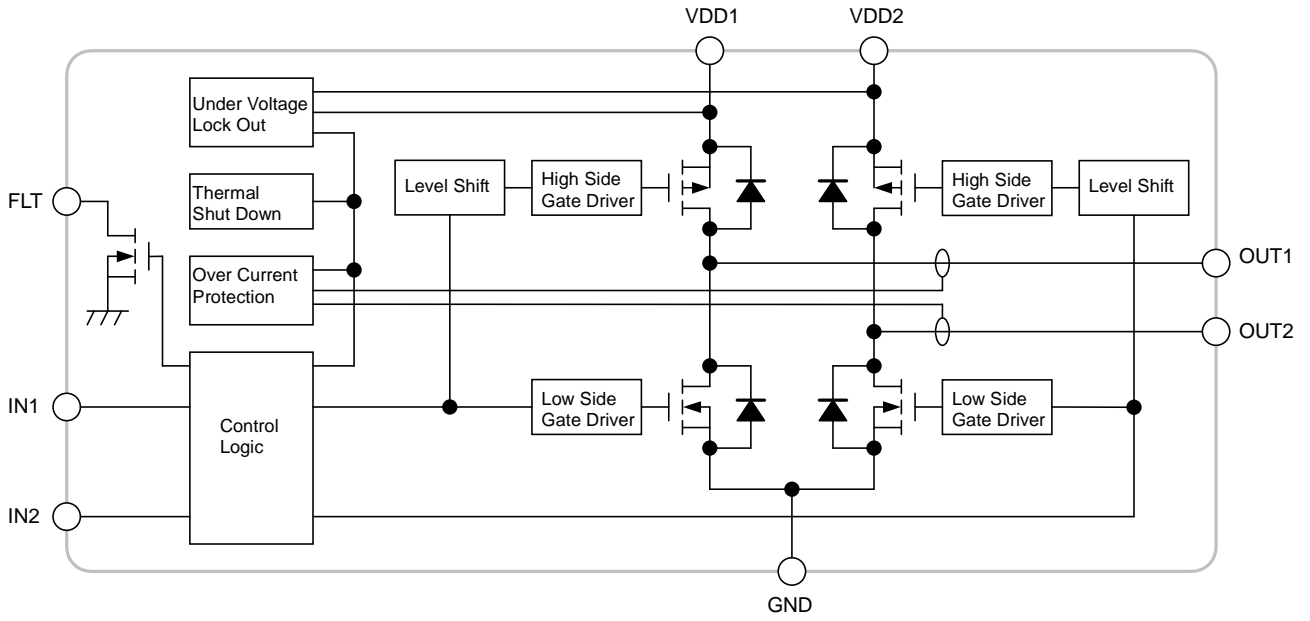 VDD1
VDD2
Under Voltage
Lock Out
FLT
Thermal
Shut Down
Level Shift
High Side
Gate Driver
High Side
Gate Driver
Level Shift
Over Current
Protection
OUT1
OUT2
IN1
Control
Logic
Low Side
Gate Driver
Low Side
Gate Driver
IN2
GND